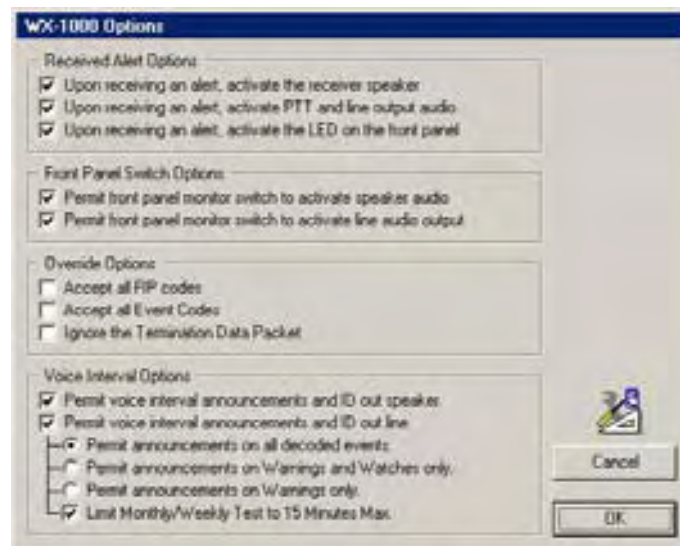 WX-1000 Options
Received Alert Options
Upon receiving an alert, activate the receiver speaker
Upon receiving an alert, activate PTT and line output audio
Upon receiving an alert, activate the LED on the front panel
Front Panel Switch Options
Permit front panel monitor switch to activate speaker audio
Permit front panel monitor switch to activate line audio output
Override Options
Accept all FIP codes
Accept all Event Codes
Ignore the Termination Data Packet
Voice Interval Options
Permit voice interval announcements and ID out speaker
Permit voice interval announcements and ID out line
Permit announcements on all decoded events
Permit announcements on Warnings and Watches only.
Permit announcements on Warnings only.
Limit Monthly/Weekly Test to 15 Minutes Max.
Cancel
OK